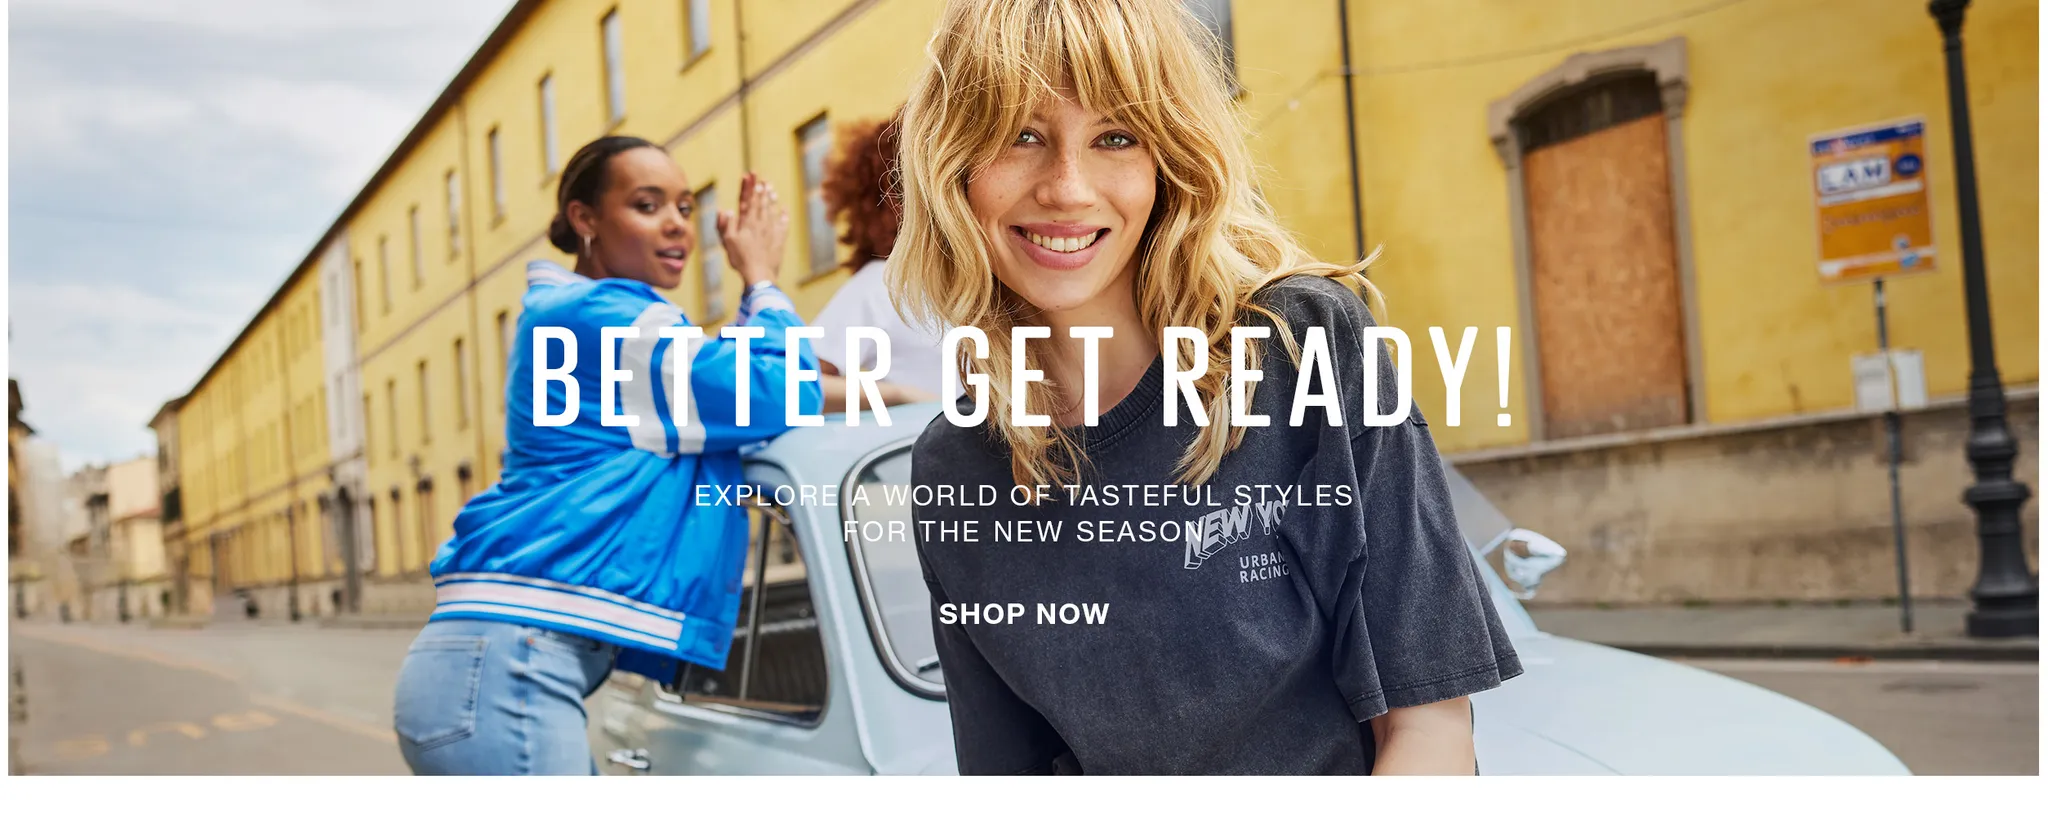 BETTER GET READY!
EXPLORE A WORLD OF TASTEFUL STYLES
FOR THE NEW SEASON
NEW YO
URBAN
RACING
SHOP NOW
LAW